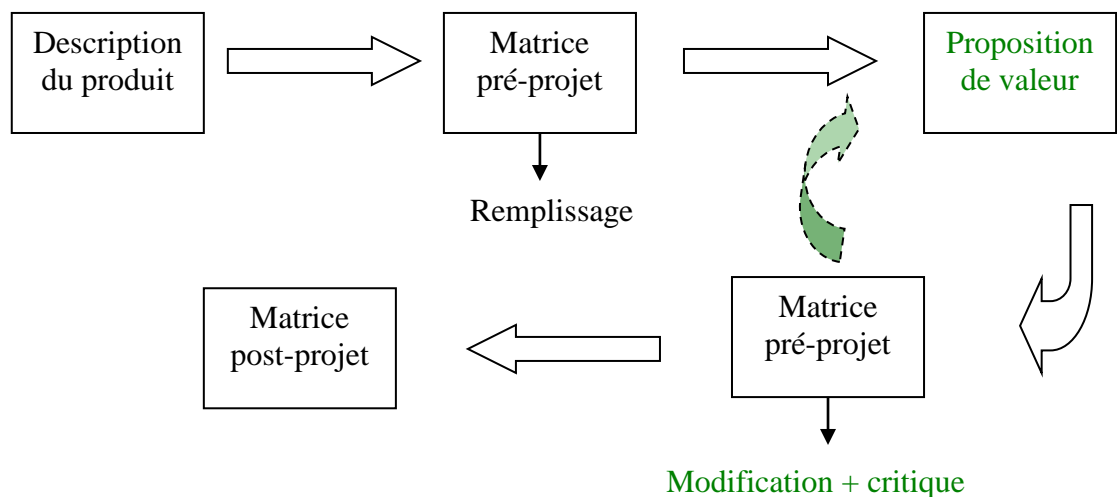 Description
du produit
Matrice
pré-projet
Proposition
de valeur
Remplissage
Matrice
post-projet
Matrice
pré-projet
Modification + critique